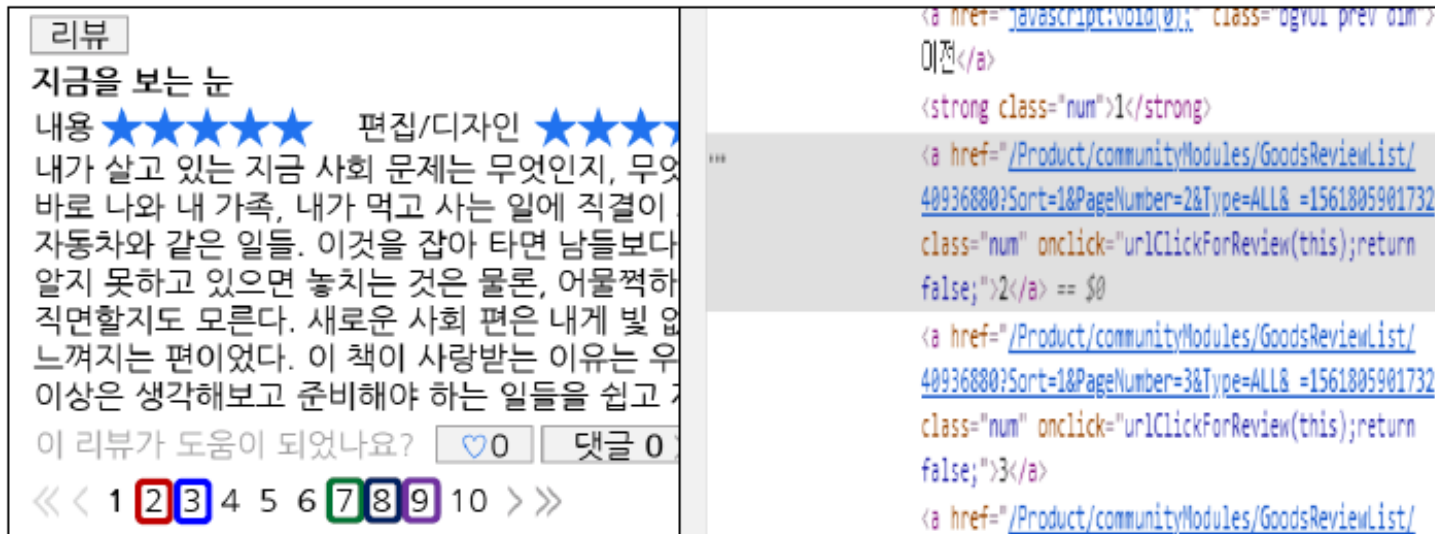 리뷰
지금을 보는 눈
내용 ★★★★★ 편집/디자인 ★★★★
내가 살고 있는 지금 사회 문제는 무엇인지, 무엇
바로 나와 내 가족, 내가 먹고 사는 일에 직결이
자동차와 같은 일들. 이것을 잡아 타면 남들보다
알지 못하고 있으면 놓치는 것은 물론, 어물쩍하
직면할지도 모른다. 새로운 사회 편은 내게 빛 없
느껴지는 편이었다. 이 책이 사랑받는 이유는 우
이상은 생각해보고 준비해야 하는 일들을 쉽고
이 리뷰가 도움이 되었나요? ♡0 댓글 0
≪ < 1 2 3 4 5 6 7 8 9 10 > ≫
<a href="javascript:void(0);" class="bgYUI prev dim">
이전</a>
<strong class="num">1</strong>
... <a href="/Product/communityModules/GoodsReviewList/
40936880?Sort=1&PageNumber=2&Type=ALL& =1561805901732
class="num" onclick="urlClickForReview(this);return
false;">2</a> == $0
<a href="/Product/communityModules/GoodsReviewList/
40936880?Sort=1&PageNumber=3&Type=ALL& =1561805901732
class="num" onclick="urlClickForReview(this);return
false;">3</a>
<a href="/Product/communityModules/GoodsReviewList/